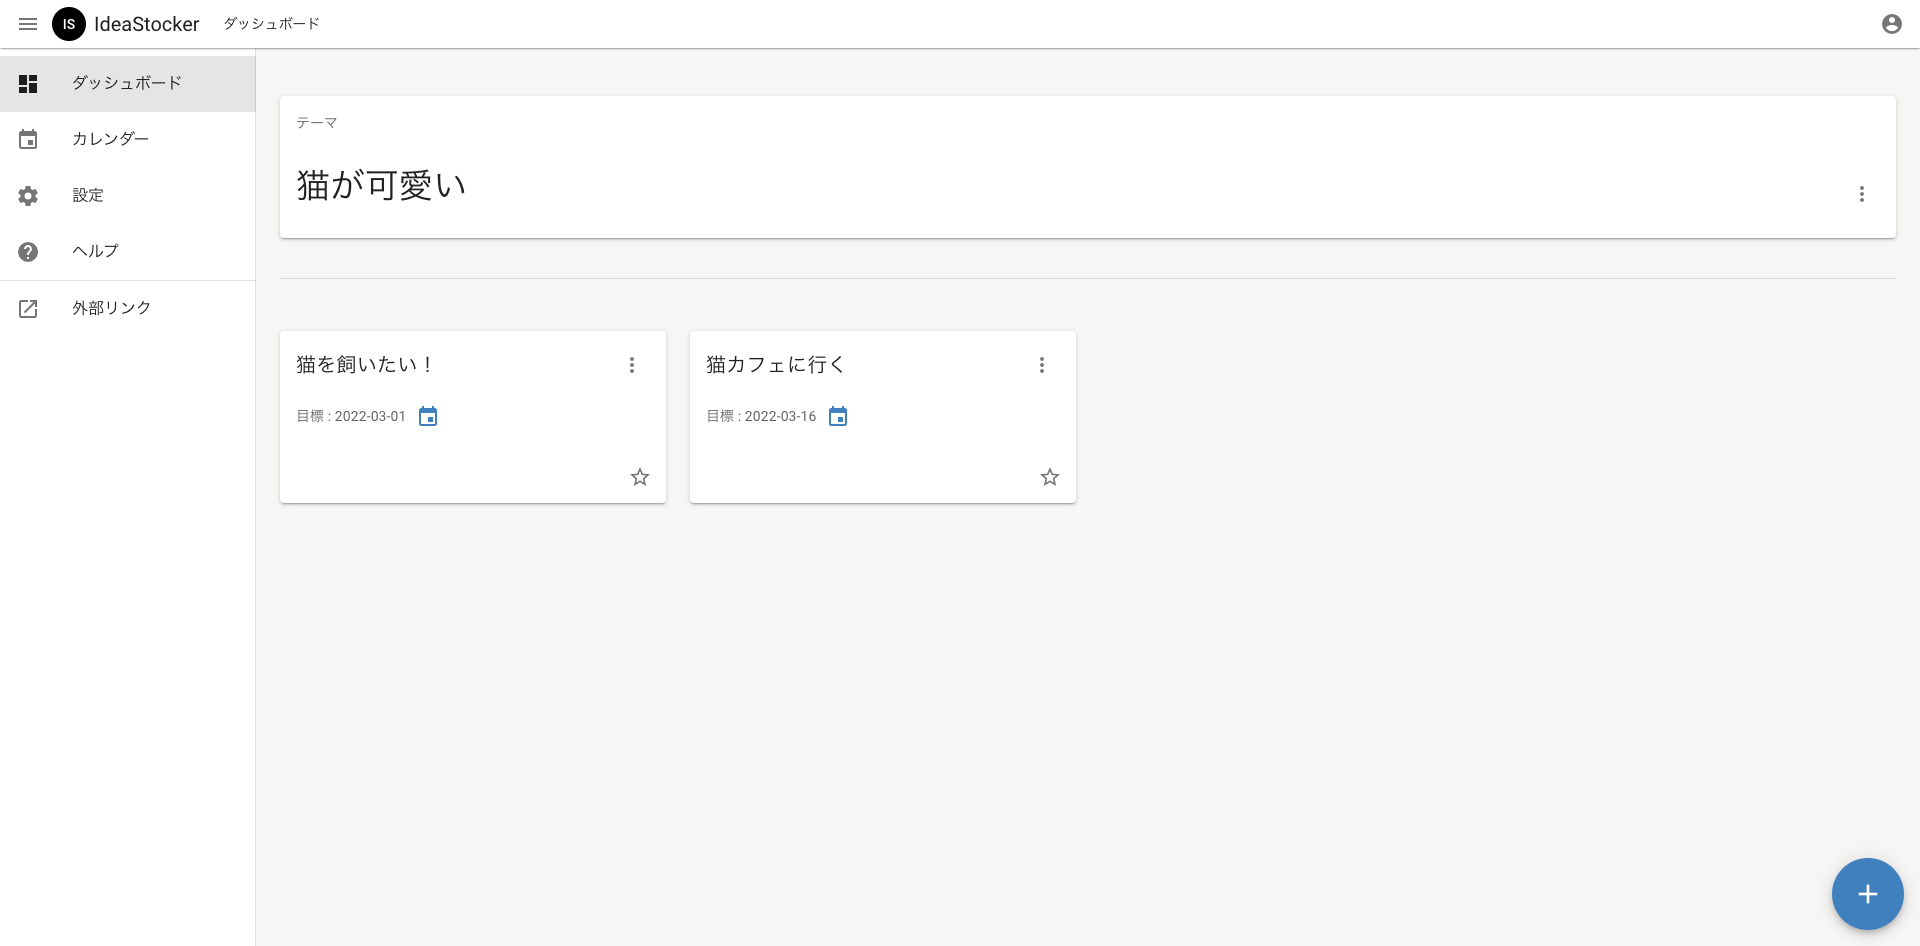 IS IdeaStocker ダッシュボード
ダッシュボード
カレンダー
設定
ヘルプ
外部リンク
テーマ
猫が可愛い
猫を飼いたい！
目標 : 2022-03-01
猫カフェに行く
目標 : 2022-03-16